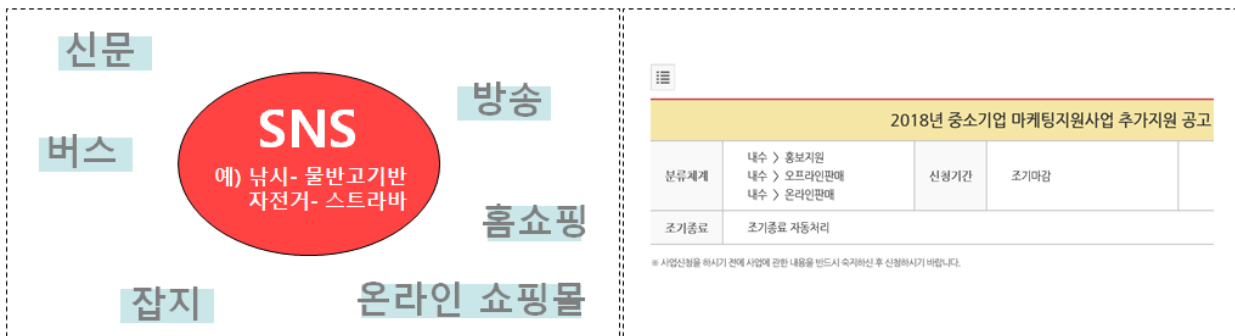 신문
방송
버스
SNS
예) 낚시- 물반고기반
자전거- 스트라바
홈쇼핑
잡지
온라인 쇼핑몰
2018년 중소기업 마케팅지원사업 추가지원 공고
분류체계
내수 > 홍보지원
내수 > 오프라인판매
내수 > 온라인판매
신청기간
조기마감
조기종료
조기종료 자동처리
※ 사업신청을 하시기 전에 사업에 관한 내용을 반드시 숙지하신 후 신청하시기 바랍니다.